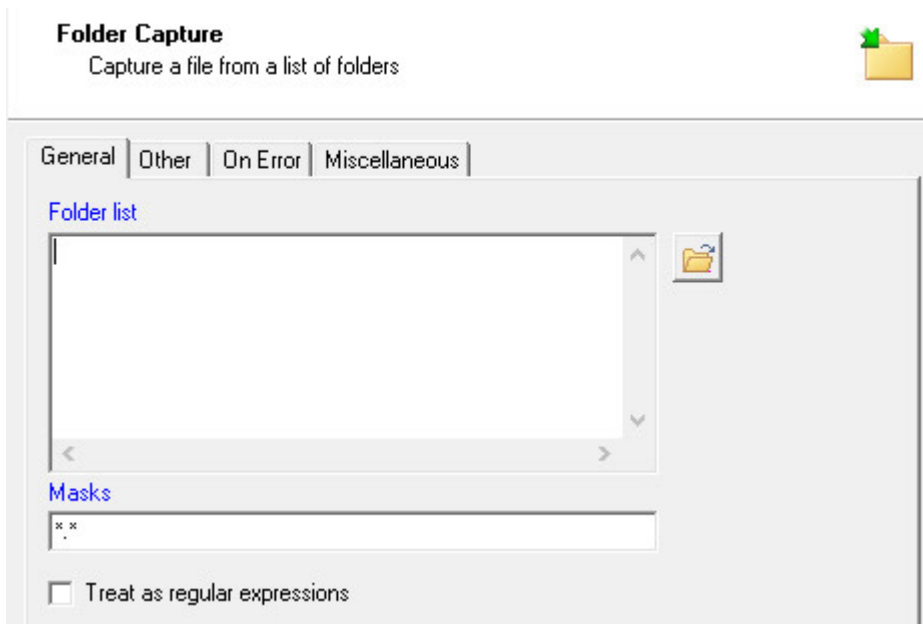 Folder Capture
Capture a file from a list of folders
General Other On Error Miscellaneous
Folder list
Masks
*.*
Treat as regular expressions